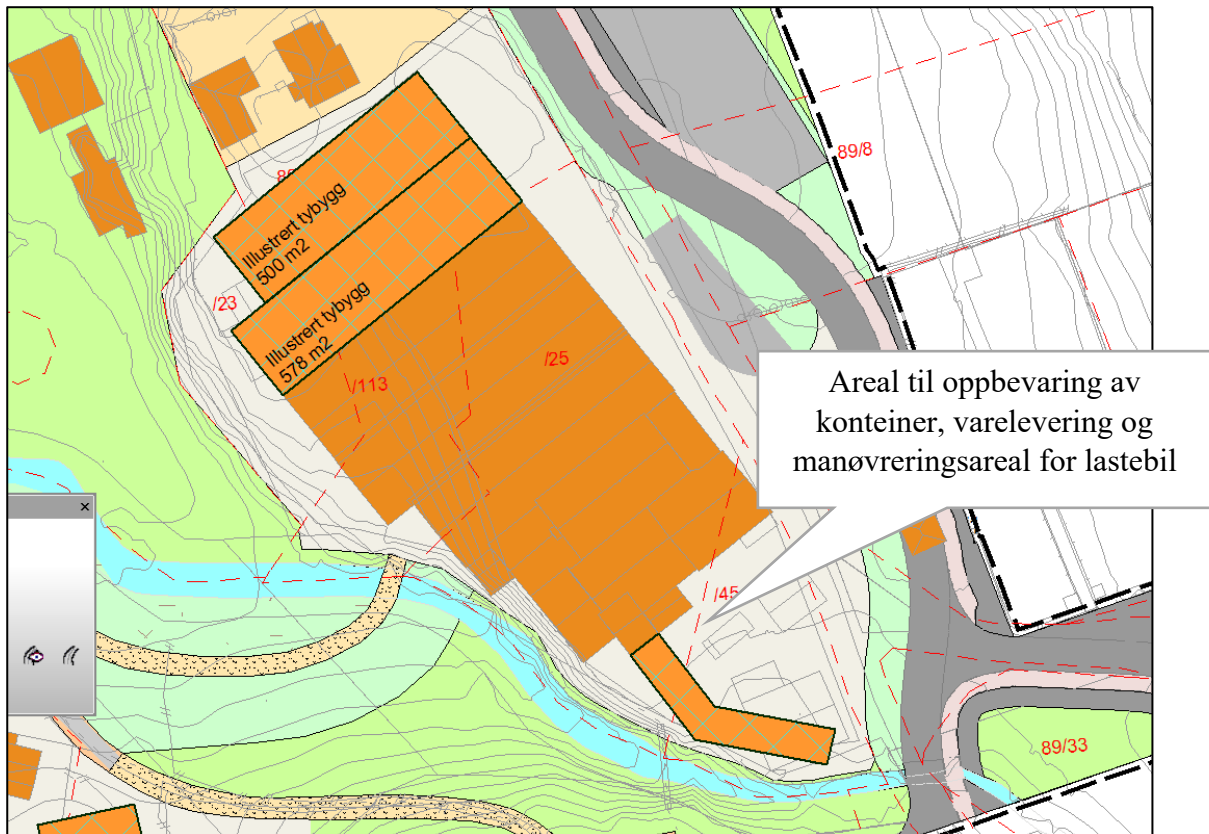 89/8
Illustrert tybygg
500 m2
/23
Illustrert tybygg
578 m2
/113
/25
Areal til oppbevaring av
konteiner, varelevering og
manøvreringsareal for lastebil
/45
89/33